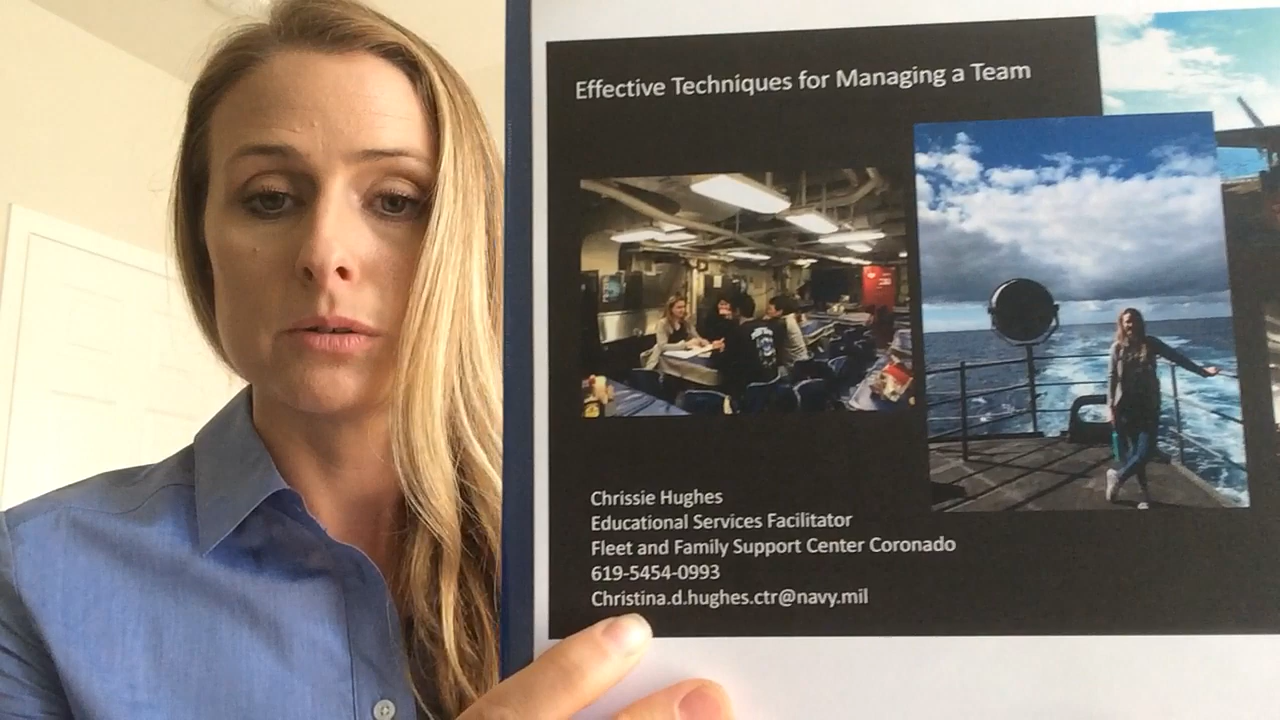 Effective Techniques for Managing a Team
Chrissie Hughes
Educational Services Facilitator
Fleet and Family Support Center Coronado
619-5454-0993
Christina.d.hughes.ctr@navy.mil